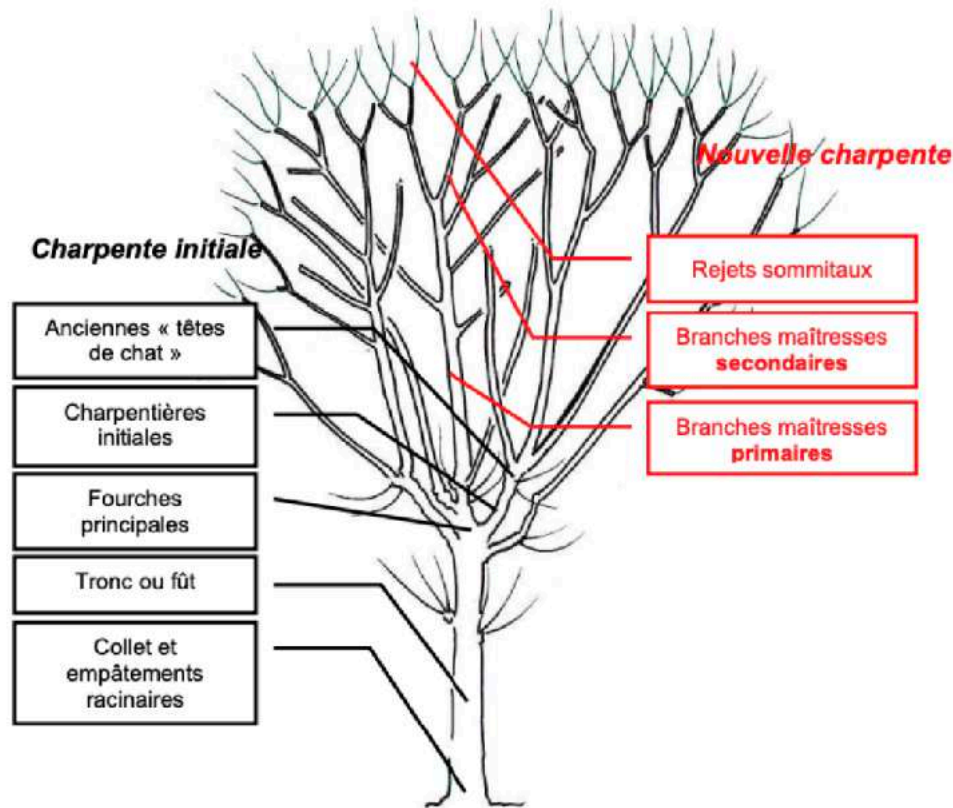 Nouvelle charpente
Charpente initiale
Rejets sommitaux
Anciennes « têtes
de chat »
Branches maîtresses
secondaires
Charpentières
initiales
Branches maîtresses
primaires
Fourches
principales
Tronc ou fût
Collet et
empâtements
racinaires